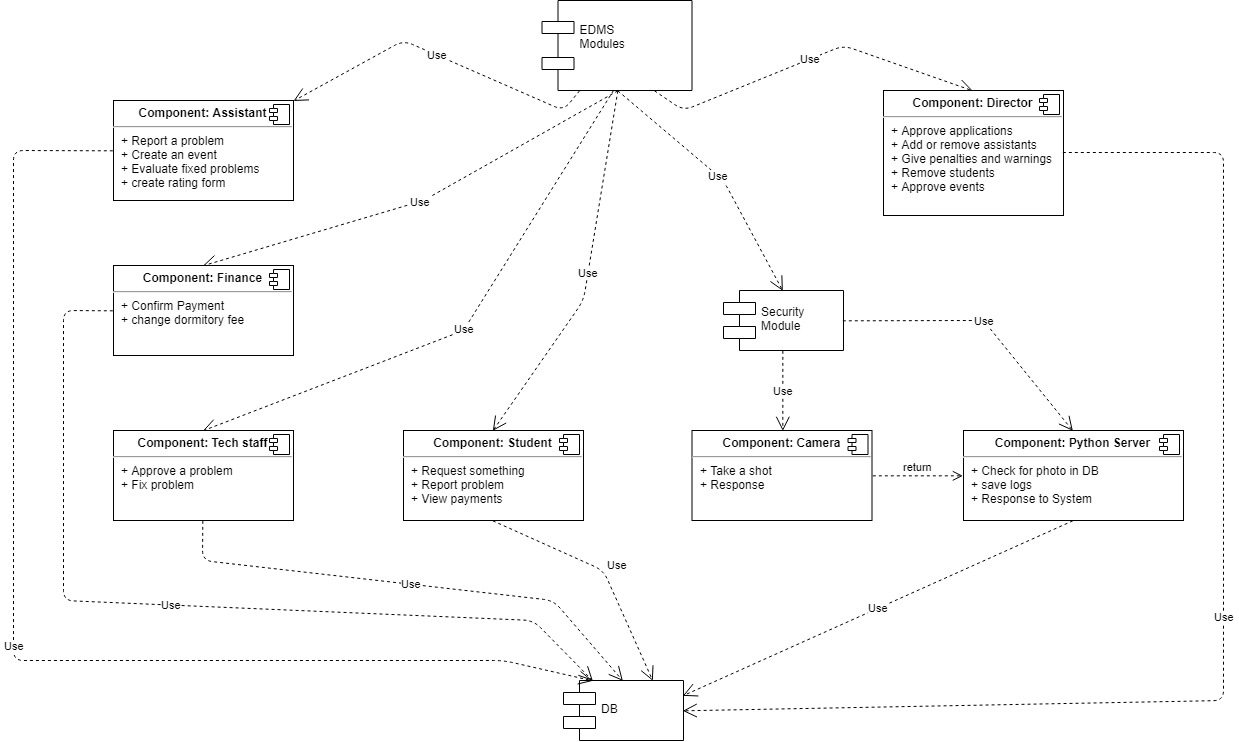 EDMS
Modules
Use
Use
Component: Assistant
+ Report a problem
+ Create an event
+ Evaluate fixed problems
+ create rating form
Component: Director
+ Approve applications
+ Add or remove assistants
+ Give penalties and warnings
+ Remove students
+ Approve events
Use
Use
Use
Component: Finance
+ Confirm Payment
+ change dormitory fee
Security
Module
Use
Use
Use
Component: Tech staff
+ Approve a problem
+ Fix problem
Component: Student
+ Request something
+ Report problem
+ View payments
Component: Camera
+ Take a shot
+ Response
return
Component: Python Server
+ Check for photo in DB
+ save logs
+ Response to System
Use
Use
Use
Use
Use
Use
DB